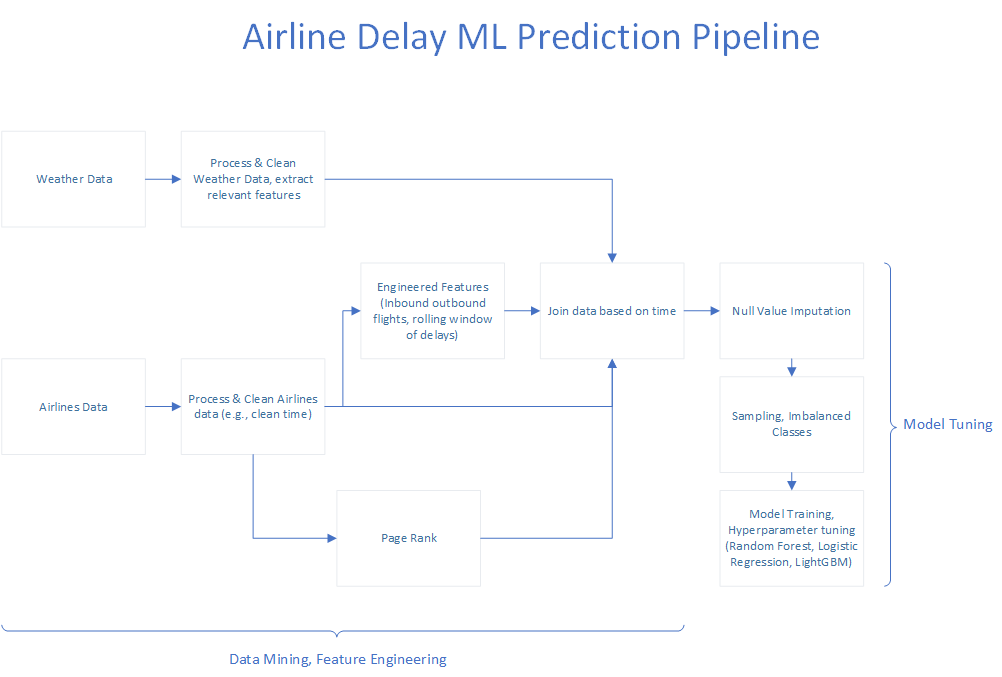 Airline Delay ML Prediction Pipeline
Weather Data
Process & Clean
Weather Data, extract
relevant features
Engineered Features
(Inbound outbound
flights, rolling window
of delays)
Join data based on time
Null Value Imputation
Airlines Data
Process & Clean Airlines
data (e.g., clean time)
Sampling, Imbalanced
Classes
Model Tuning
Page Rank
Model Training,
Hyperparameter tuning
(Random Forest, Logistic
Regression, LightGBM)
Data Mining, Feature Engineering